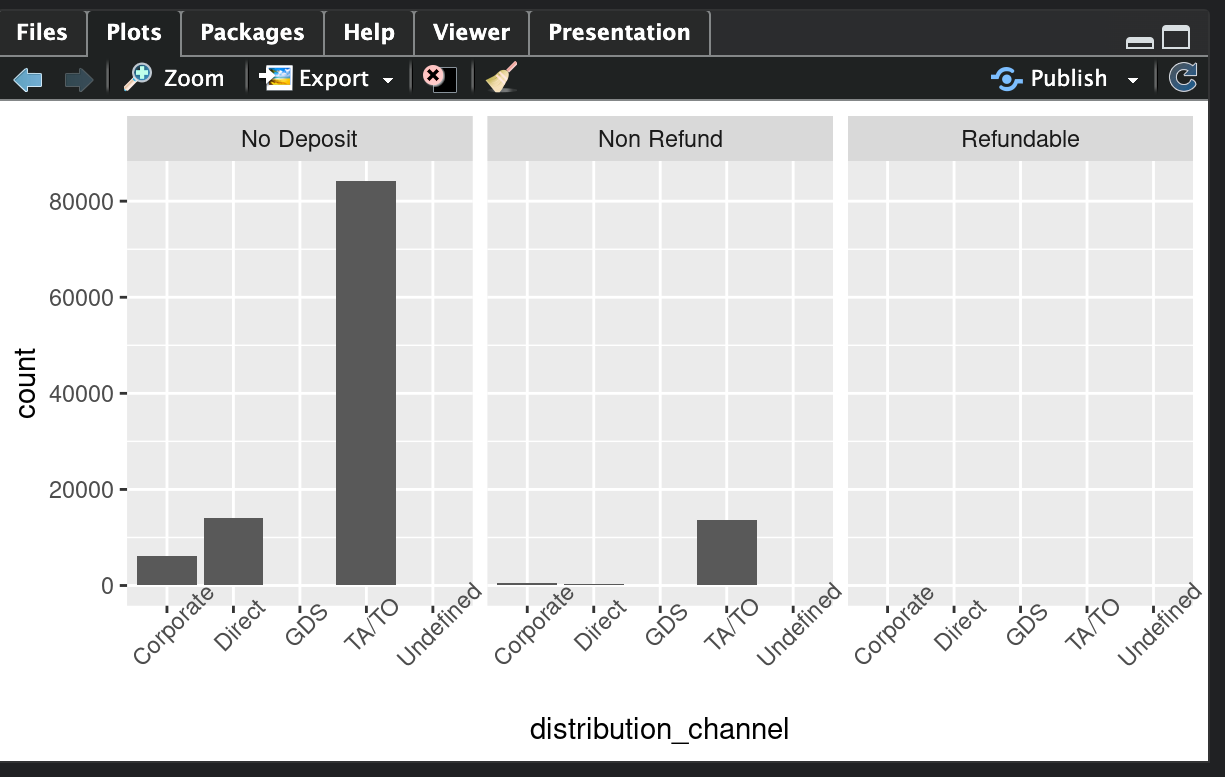 Files Plots Packages Help Viewer Presentation
Zoom Export Publish
No Deposit Non Refund Refundable
80000
60000
40000
20000
0
count
Corporate Direct GDS TA/TO Undefined Corporate Direct GDS TA/TO Undefined Corporate Direct GDS TA/TO Undefined
distribution_channel